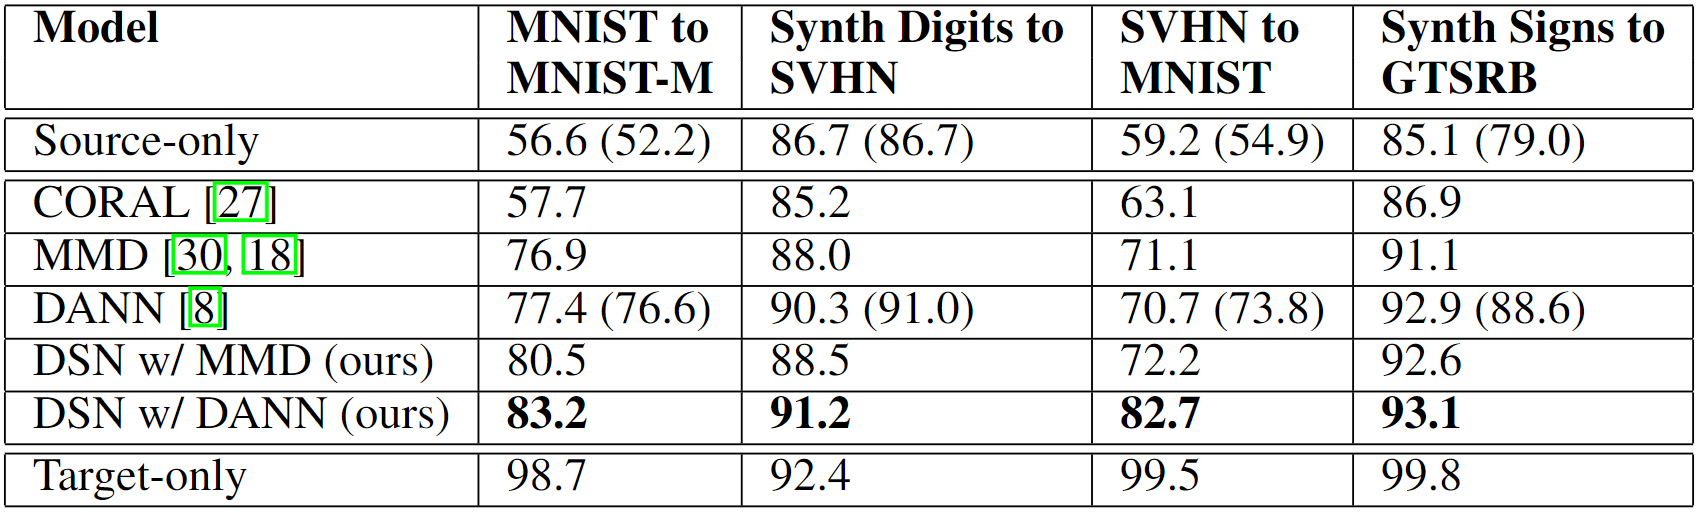 Model MNIST to Synth Digits to SVHN to Synth Signs to
MNIST-M SVHN MNIST GTSRB
Source-only 56.6 (52.2) 86.7 (86.7) 59.2 (54.9) 85.1 (79.0)
CORAL [27] 57.7 85.2 63.1 86.9
MMD [30, 18] 76.9 88.0 71.1 91.1
DANN [8] 77.4 (76.6) 90.3 (91.0) 70.7 (73.8) 92.9 (88.6)
DSN w/ MMD (ours) 80.5 88.5 72.2 92.6
DSN w/ DANN (ours) 83.2 91.2 82.7 93.1
Target-only 98.7 92.4 99.5 99.8